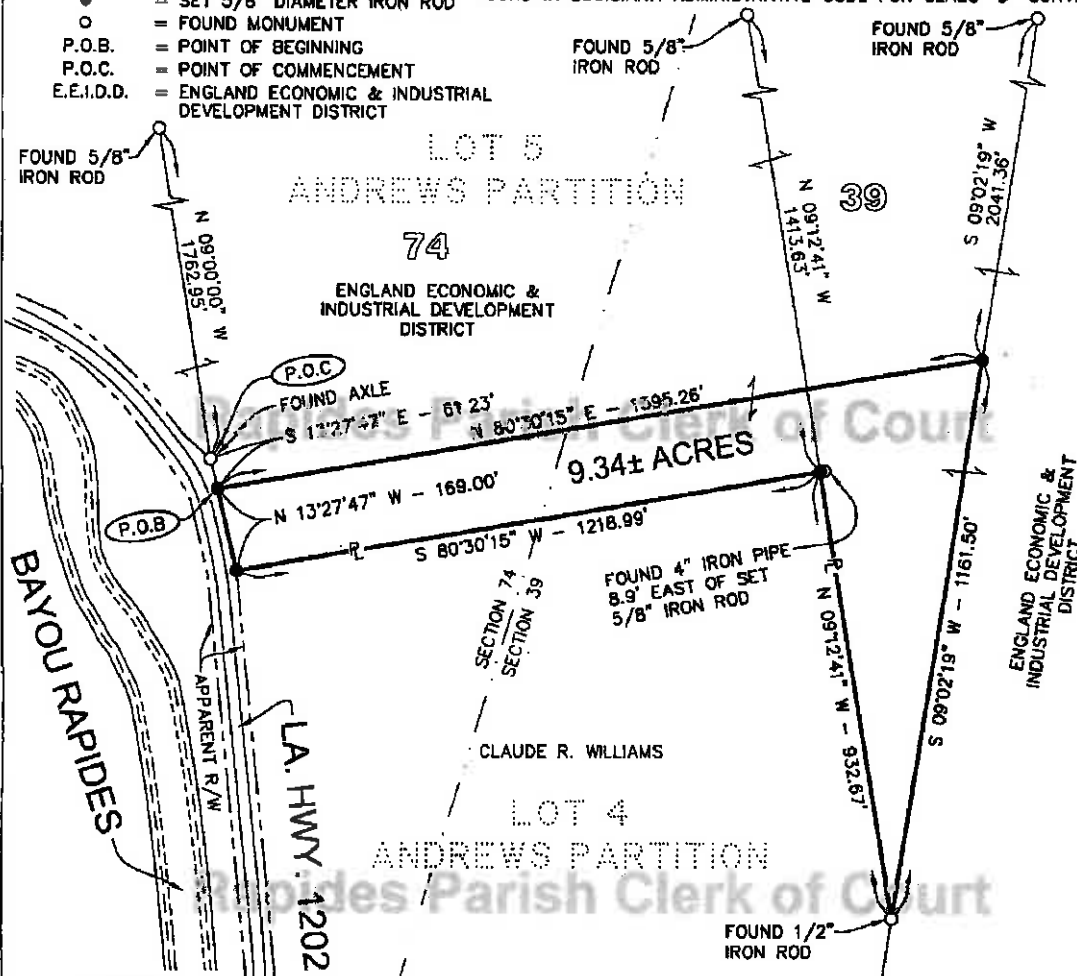 = SET 5/8" DIAMETER IRON ROD
O = FOUND MONUMENT
P.O.B. = POINT OF BEGINNING
P.O.C. = POINT OF COMMENCEMENT
E.E.I.D.D. = ENGLAND ECONOMIC & INDUSTRIAL
DEVELOPMENT DISTRICT
FOUND 5/8"
IRON ROD
FOUND 5/8"
IRON ROD
FOUND 5/8"
IRON ROD
LOT 5
ANDREWS PARTITION
74
39
ENGLAND ECONOMIC &
INDUSTRIAL DEVELOPMENT
DISTRICT
N 09°00'00" W
1762.95'
N 09°12'41" W
1413.63'
S 09°02'19" W
2041.36'
P.O.C
FOUND AXLE
S 13°27'47" E - 61.23'
N 80°30'15" E - 1395.26'
Rapides Parish Clerk of Court
9.34± ACRES
P.O.B
N 13°27'47" W - 169.00'
PL
S 80°30'15" W - 1218.99'
FOUND 4" IRON PIPE
8.9' EAST OF SET
5/8" IRON ROD
SECTION 74
SECTION 39
PL N 09°12'41" W - 932.67'
S 09°02'19" W - 1161.50'
ENGLAND ECONOMIC &
INDUSTRIAL DEVELOPMENT
DISTRICT
BAYOU RAPIDES
APPARENT R/W
LA. HWY. 1202
CLAUDE R. WILLIAMS
LOT 4
ANDREWS PARTITION
Rapides Parish Clerk of Court
FOUND 1/2"
IRON ROD